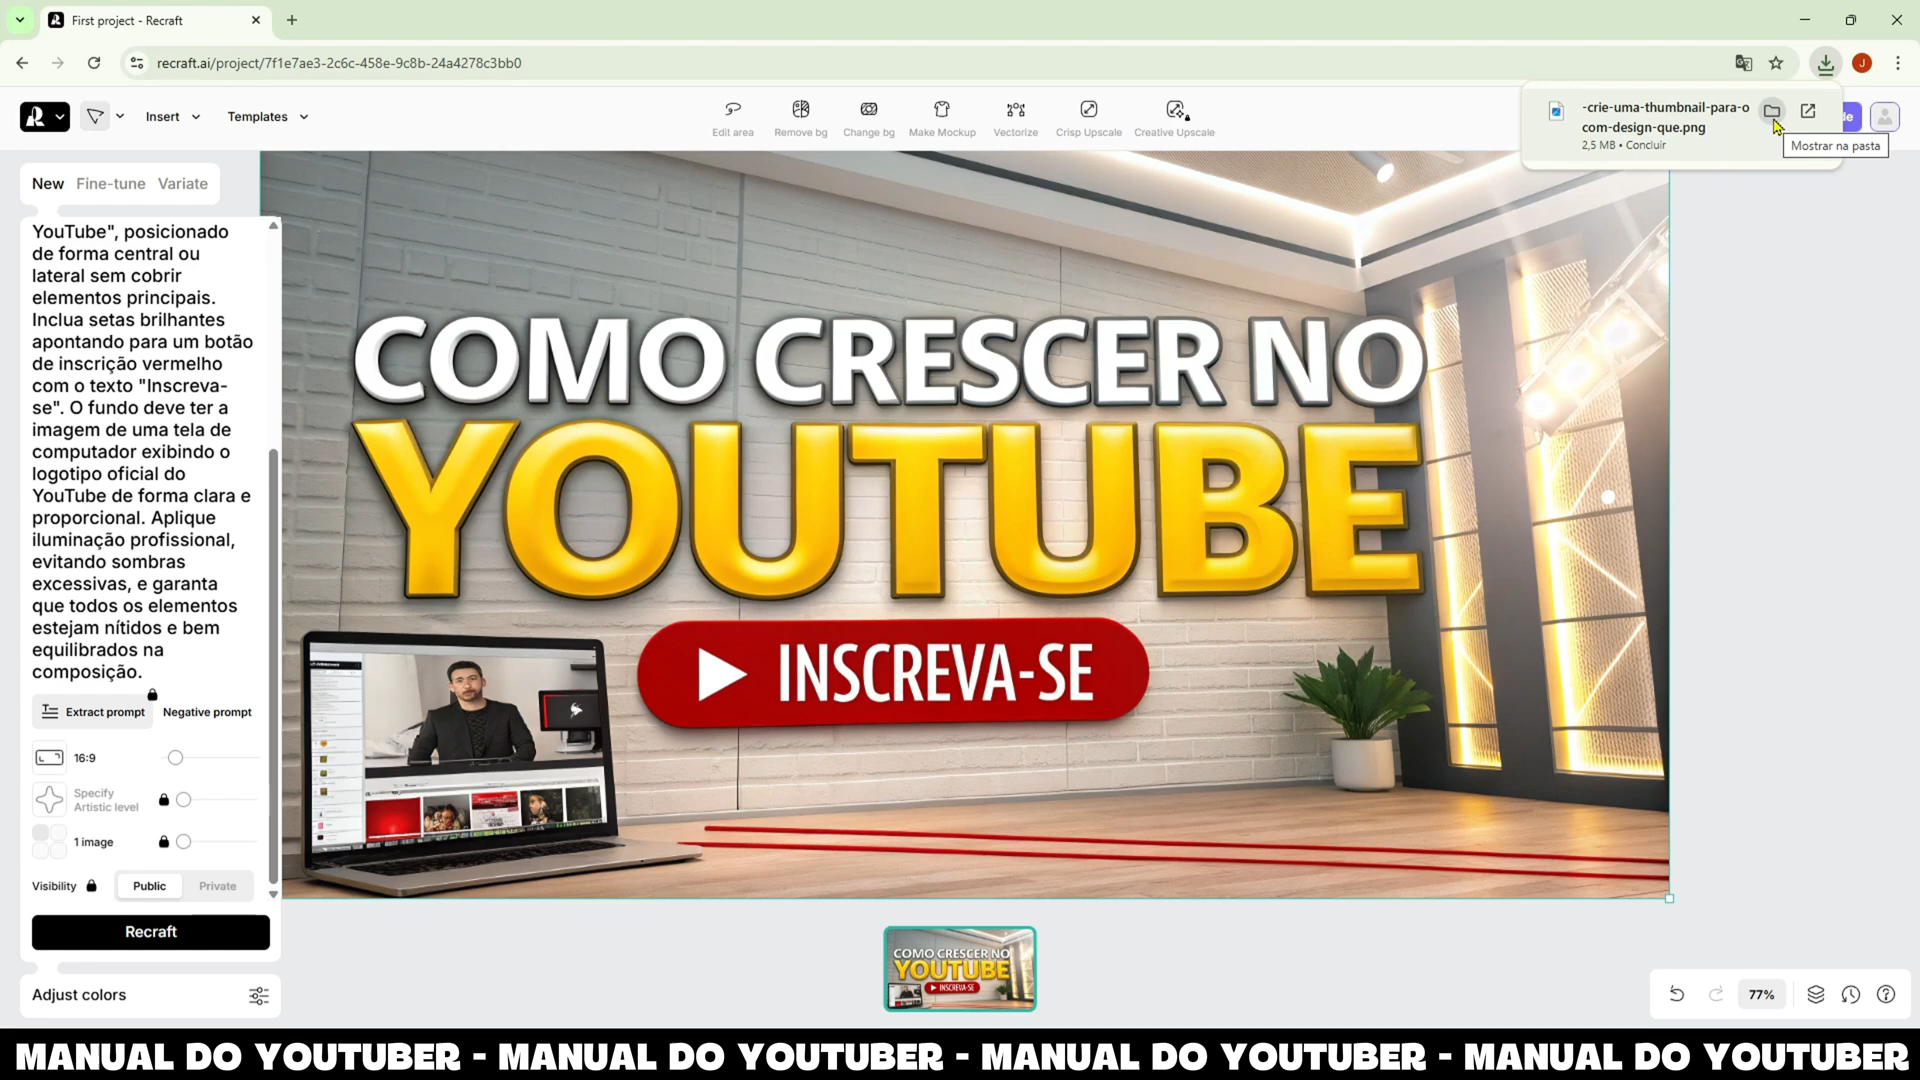 First project - Recraft
recraft.ai/project/7f1e7ae3-2c6c-458e-9c8b-24a4278c3bb0
Insert
Templates
Edit area
Remove bg
Change bg
Make Mockup
Vectorize
Crisp Upscale
Creative Upscale
-crie-uma-thumbnail-para-o
com-design-que.png
2,5 MB • Concluir
Mostrar na pasta
J
New Fine-tune Variate
YouTube", posicionado
de forma central ou
lateral sem cobrir
elementos principais.
Inclua setas brilhantes
apontando para um botão
de inscrição vermelho
com o texto "Inscreva-
se". O fundo deve ter a
imagem de uma tela de
computador exibindo o
logotipo oficial do
YouTube de forma clara e
proporcional. Aplique
iluminação profissional,
evitando sombras
excessivas, e garanta
que todos os elementos
estejam nítidos e bem
equilibrados na
composição.
Extract prompt
Negative prompt
16:9
Specify
Artistic level
1 image
Visibility
Public
Private
Recraft
Adjust colors
COMO CRESCER NO
YOUTUBE
INSCREVA-SE
COMO CRESCER NO
YOUTUBE
INSCREVA-SE
77%
MANUAL DO YOUTUBER - MANUAL DO YOUTUBER - MANUAL DO YOUTUBER - MANUAL DO YOUTUBER